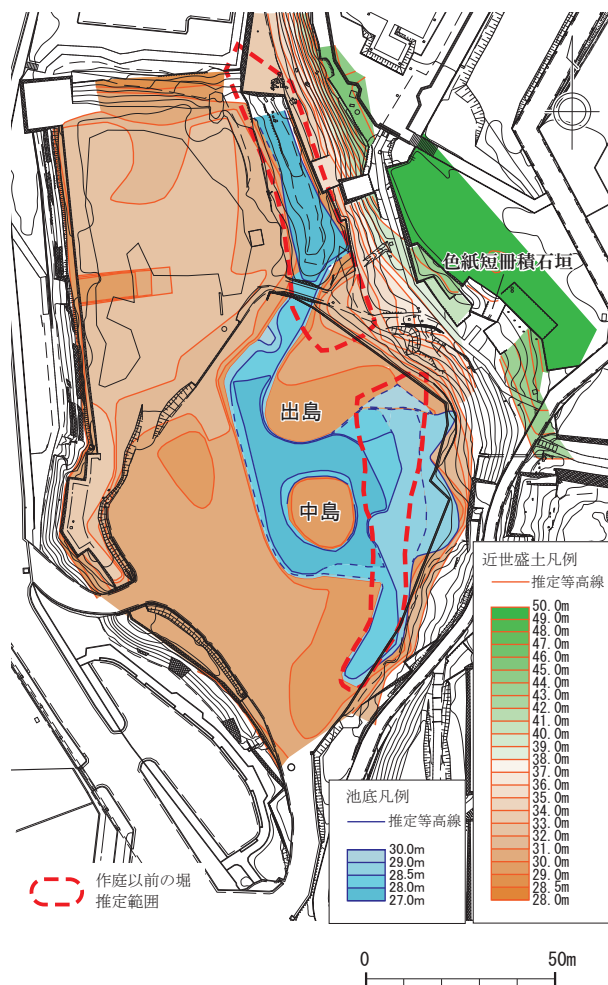 色紙短冊積石垣
出島
中島
近世盛土凡例
推定等高線
50.0m
49.0m
48.0m
47.0m
46.0m
45.0m
44.0m
43.0m
42.0m
41.0m
40.0m
39.0m
38.0m
37.0m
36.0m
35.0m
34.0m
33.0m
32.0m
31.0m
30.0m
29.0m
28.5m
28.0m
池底凡例
推定等高線
30.0m
29.0m
28.5m
28.0m
27.0m
作庭以前の堀
推定範囲
0 50m